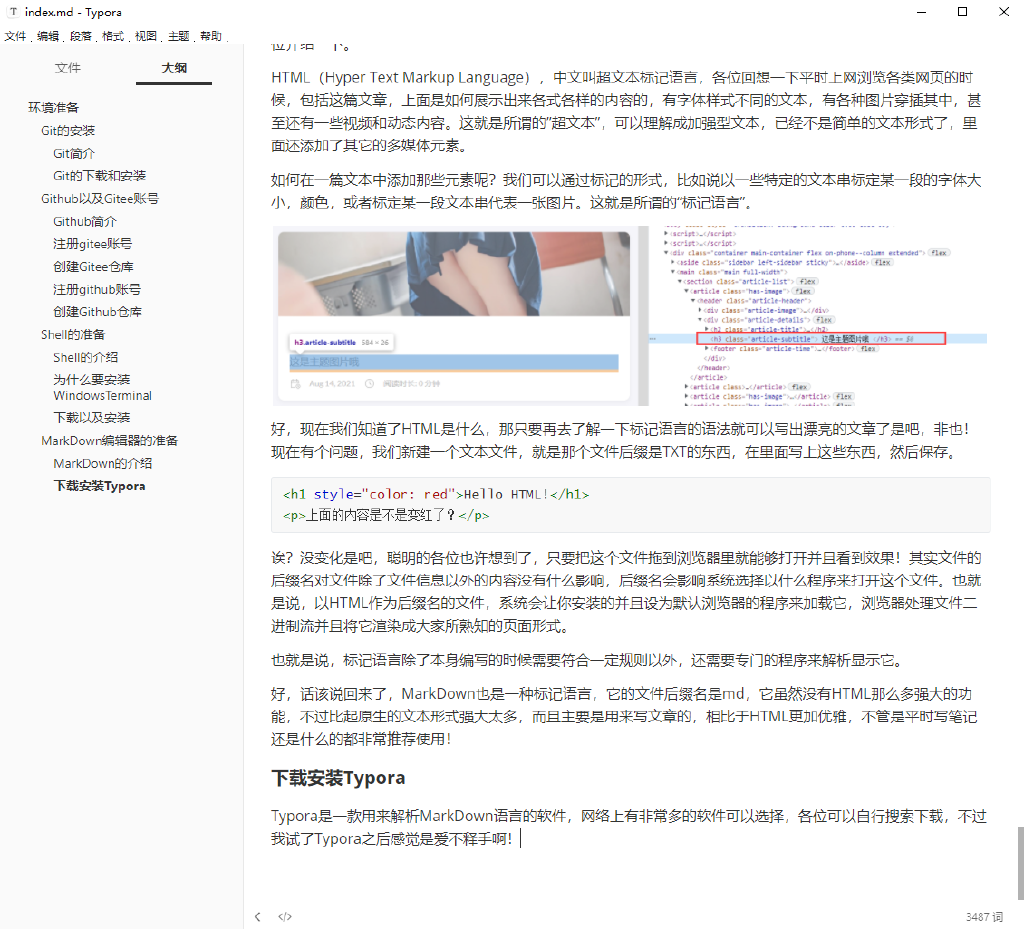 index.md - Typora
文件 编辑 段落 格式 视图 主题 帮助
文件 大纲
环境准备
Git的安装
Git简介
Git的下载和安装
Github以及Gitee账号
Github简介
注册gitee账号
创建Gitee仓库
注册github账号
创建Github仓库
Shell的准备
Shell的介绍
为什么要安装
WindowsTerminal
下载以及安装
MarkDown编辑器的准备
MarkDown的介绍
下载安装Typora
HTML（Hyper Text Markup Language），中文叫超文本标记语言，各位回想一下平时上网浏览各类网页的时
候，包括这篇文章，上面是如何展示出来各式各样的内容的，有字体样式不同的文本，有各种图片穿插其中，甚
至还有一些视频和动态内容。这就是所谓的”超文本“，可以理解成加强型文本，已经不是简单的文本形式了，里
面还添加了其它的多媒体元素。
如何在一篇文本中添加那些元素呢？我们可以通过标记的形式，比如说以一些特定的文本串标定某一段的字体大
小，颜色，或者标定某一段文本串代表一张图片。这就是所谓的“标记语言”。
h3.article-subtitle 584 × 26
这是主题图片哦
Aug 14, 2021 阅读时长: 0 分钟
<script>…</script>
<script>…</script>
<div class="container main-container flex on-phone--column extended"> flex
<aside class="sidebar left-sidebar sticky">…</aside> flex
<main class="main full-width">
<section class="article-list"> flex
<article class="has-image"> flex
<header class="article-header">
<div class="article-image">…</div>
<div class="article-details"> flex
<h2 class="article-title">…</h2>
<h3 class="article-subtitle"> 这是主题图片哦 </h3> == $0
<footer class="article-time">…</footer> flex
</div>
</header>
</article>
<article class="has-image">…</article> flex
<article class="has-image">…</article> flex
好，现在我们知道了HTML是什么，那只要再去了解一下标记语言的语法就可以写出漂亮的文章了是吧，非也！
现在有个问题，我们新建一个文本文件，就是那个文件后缀是TXT的东西，在里面写上这些东西，然后保存。
<h1 style="color: red">Hello HTML!</h1>
<p>上面的内容是不是变红了？</p>
诶？没变化是吧，聪明的各位也许想到了，只要把这个文件拖到浏览器里就能够打开并且看到效果！其实文件的
后缀名对文件除了文件信息以外的内容没有什么影响，后缀名会影响系统选择以什么程序来打开这个文件。也就
是说，以HTML作为后缀名的文件，系统会让你安装的并且设为默认浏览器的程序来加载它，浏览器处理文件二
进制流并且将它渲染成大家所熟知的页面形式。
也就是说，标记语言除了本身编写的时候需要符合一定规则以外，还需要专门的程序来解析显示它。
好，话该说回来了，MarkDown也是一种标记语言，它的文件后缀名是md，它虽然没有HTML那么多强大的功
能，不过比起原生的文本形式强大太多，而且主要是用来写文章的，相比于HTML更加优雅，不管是平时写笔记
还是什么的都非常推荐使用！
下载安装Typora
Typora是一款用来解析MarkDown语言的软件，网络上有非常多的软件可以选择，各位可以自行搜索下载，不过
我试了Typora之后感觉是爱不释手啊！
3487 词